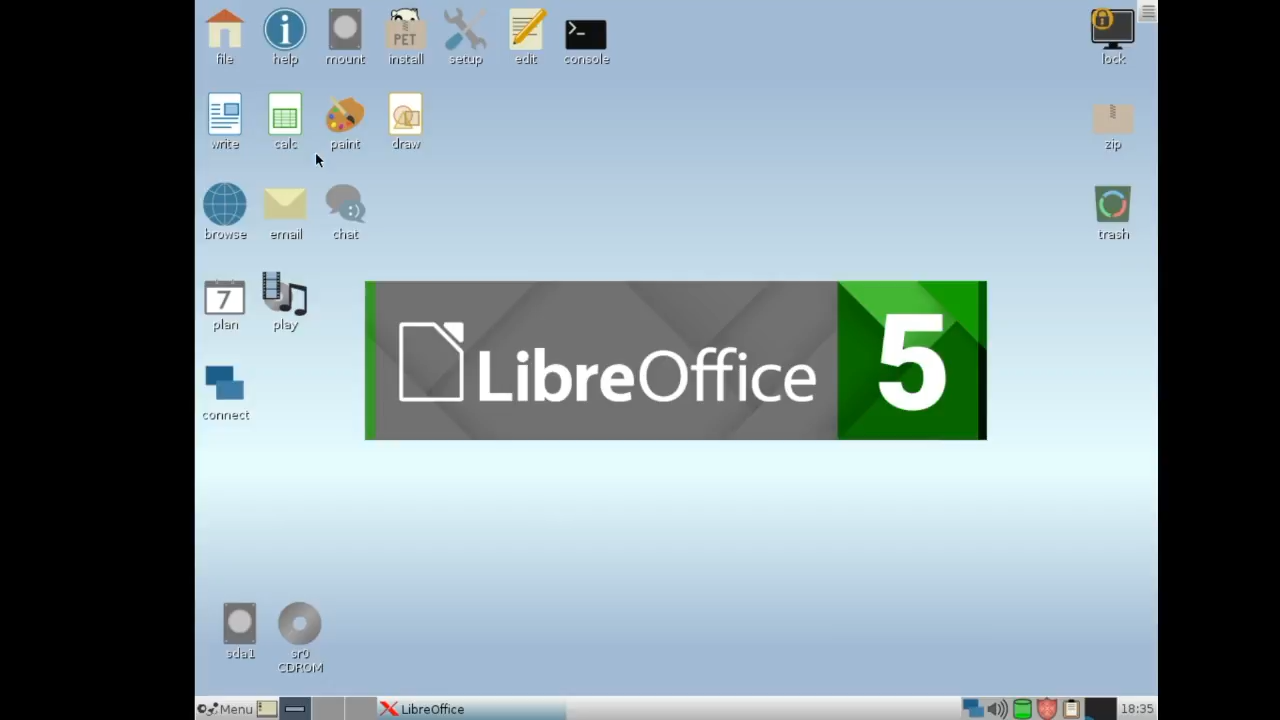 file help mount install setup edit console lock
PET
write calc paint draw zip
browse email chat trash
7
plan play
LibreOffice 5
connect
sda1 sr0
CDROM
Menu LibreOffice 18:35